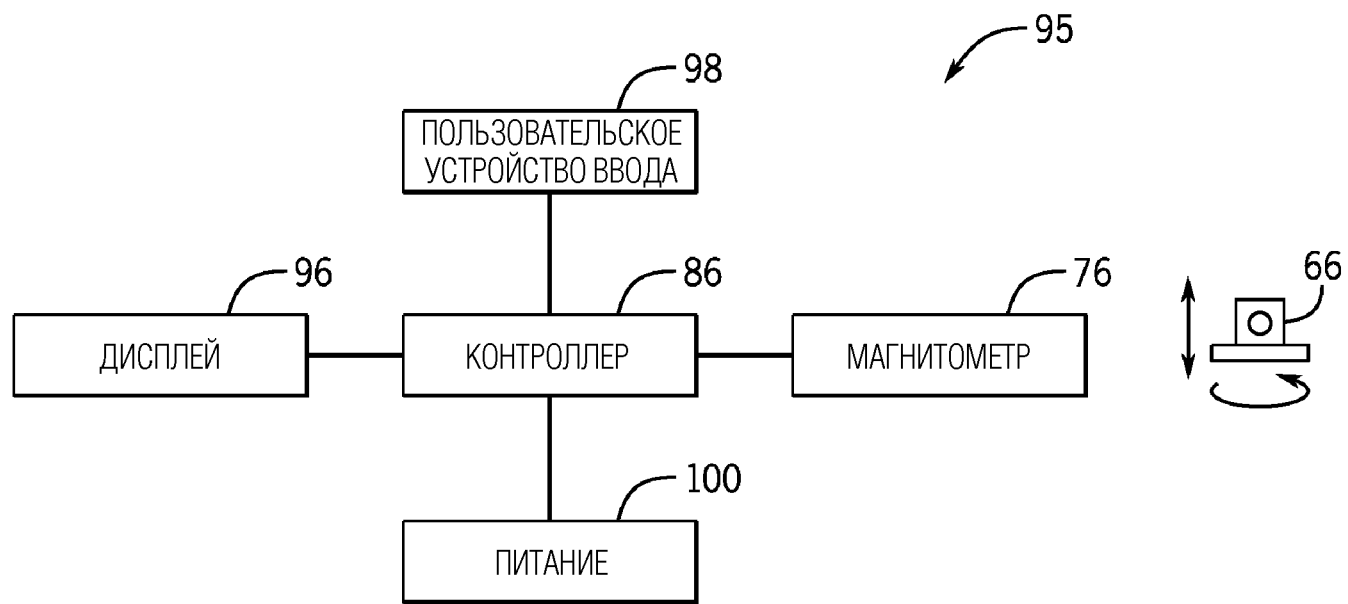 95
98
ПОЛЬЗОВАТЕЛЬСКОЕ
УСТРОЙСТВО ВВОДА
96
86
76
66
ДИСПЛЕЙ
КОНТРОЛЛЕР
МАГНИТОМЕТР
100
ПИТАНИЕ